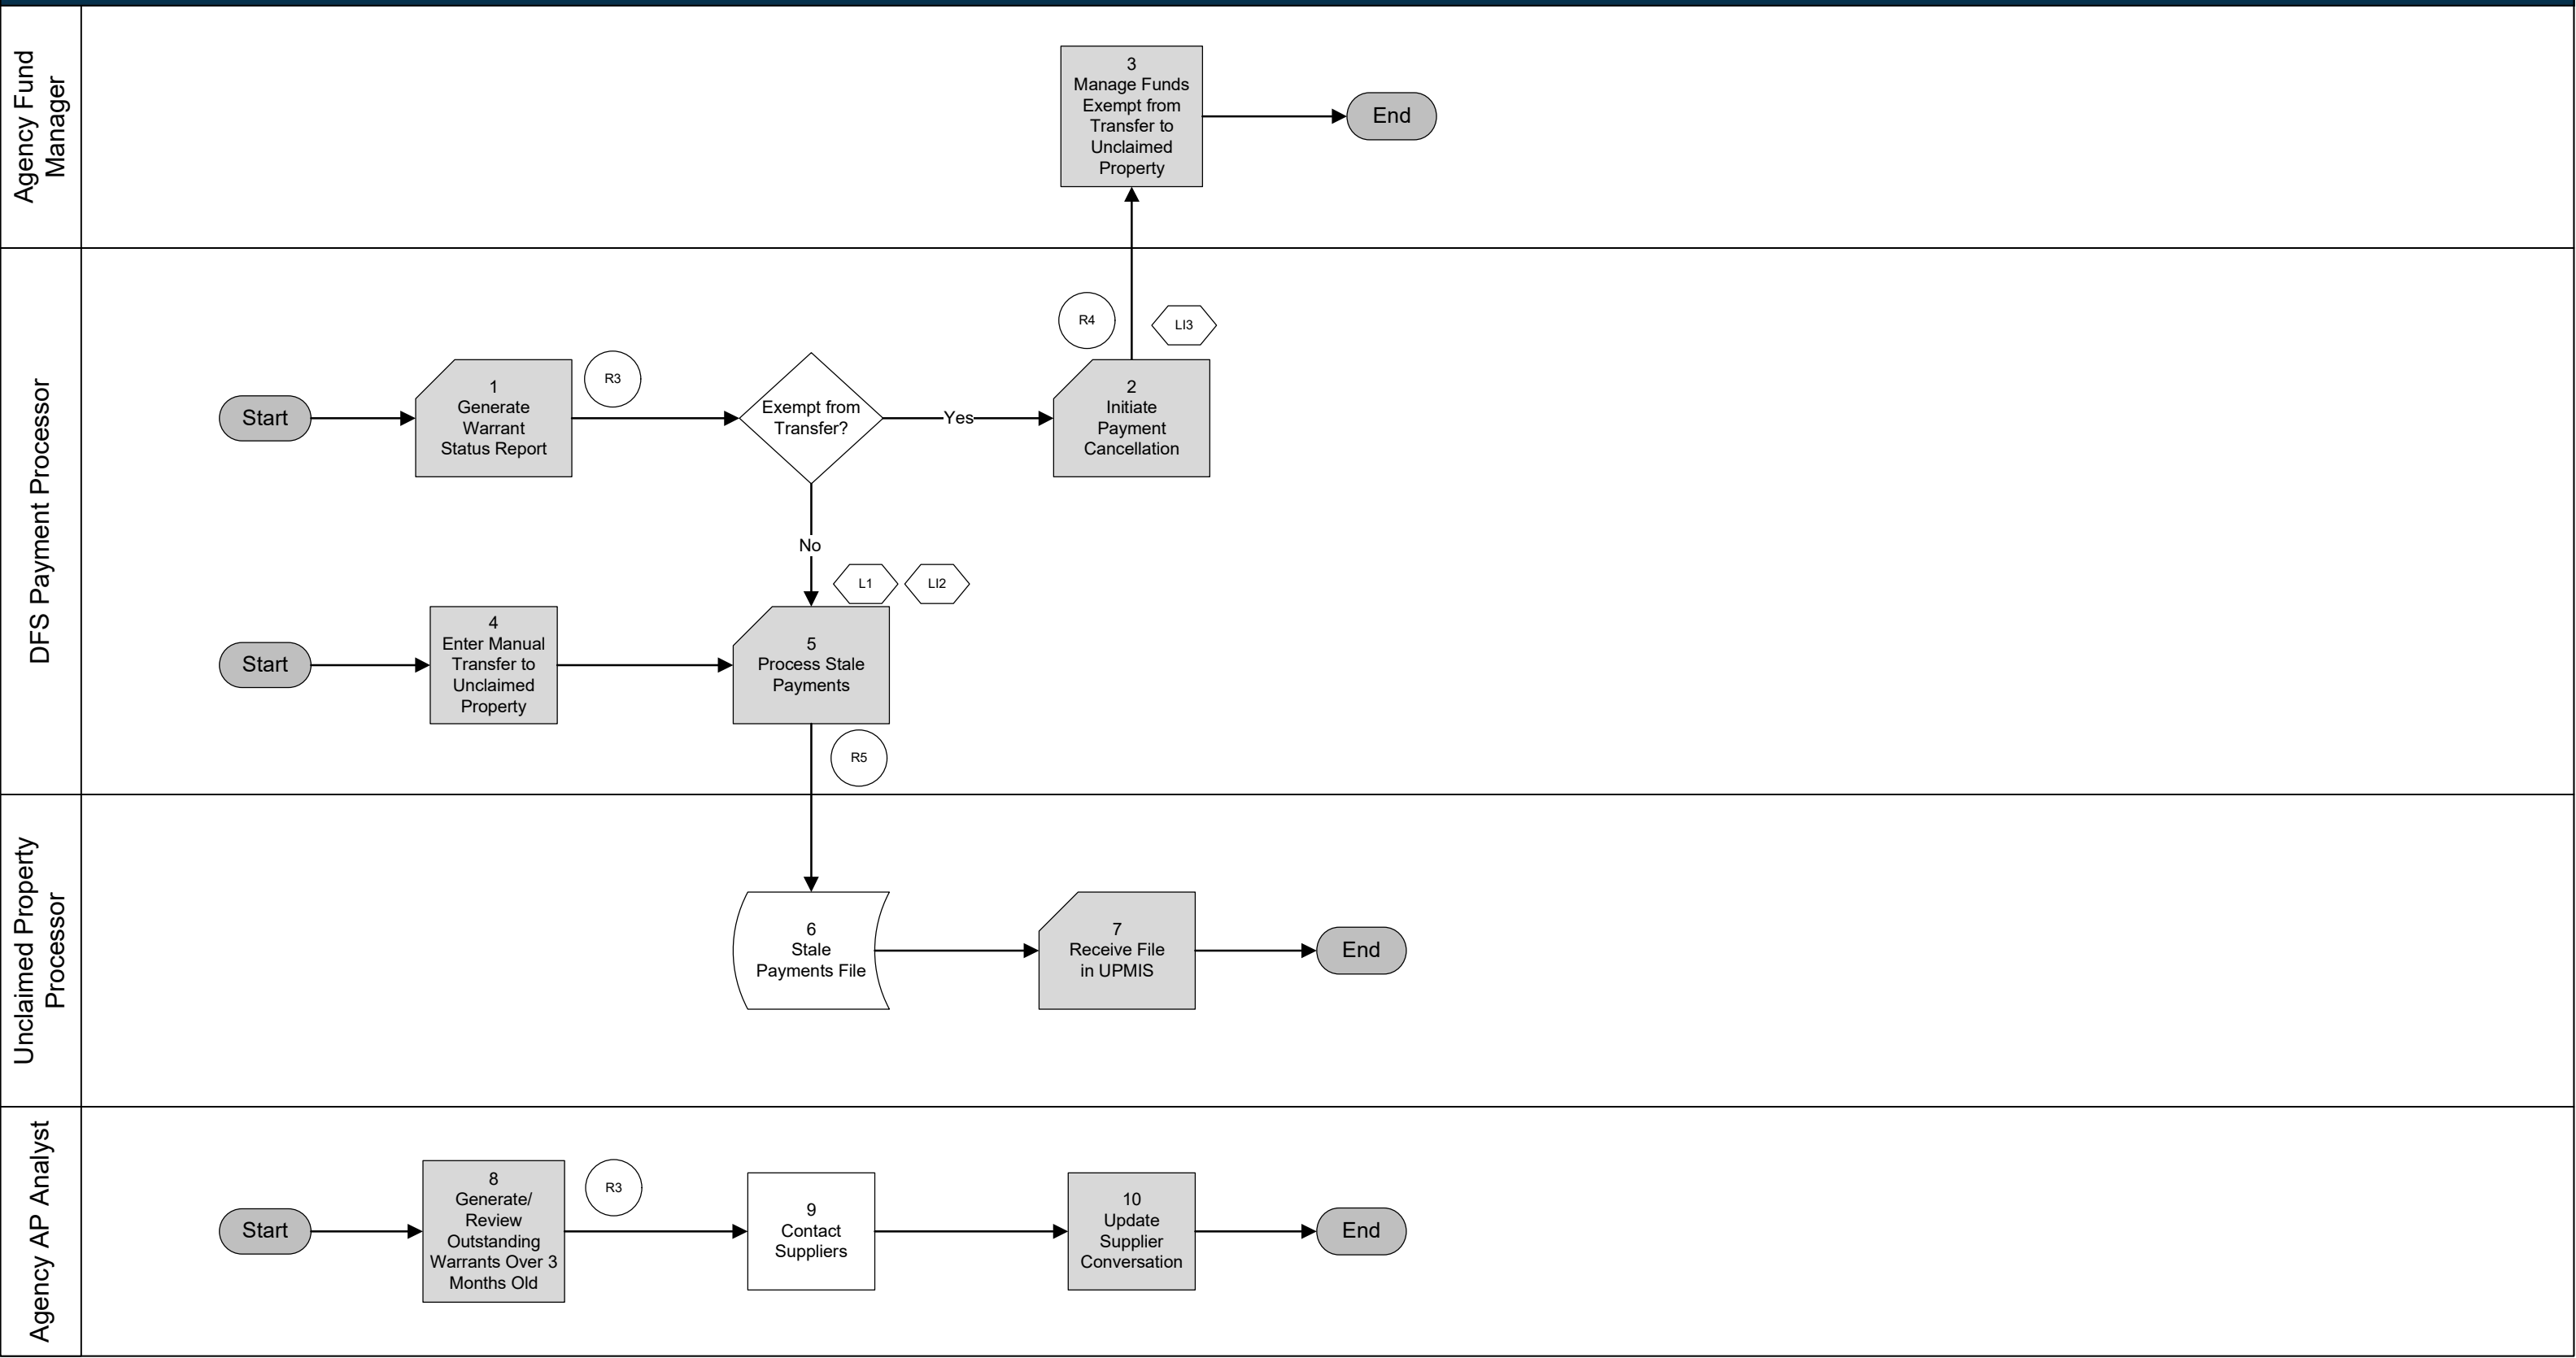 Agency Fund
Manager
3
Manage Funds
Exempt from
Transfer to
Unclaimed
Property
End
DFS Payment Processor
R4
LI3
Start
1
Generate
Warrant
Status Report
R3
Exempt from
Transfer?
Yes
2
Initiate
Payment
Cancellation
No
L1
LI2
Start
4
Enter Manual
Transfer to
Unclaimed
Property
5
Process Stale
Payments
R5
Unclaimed Property
Processor
6
Stale
Payments File
7
Receive File
in UPMIS
End
Agency AP Analyst
Start
8
Generate/
Review
Outstanding
Warrants Over 3
Months Old
R3
9
Contact
Suppliers
10
Update
Supplier
Conversation
End